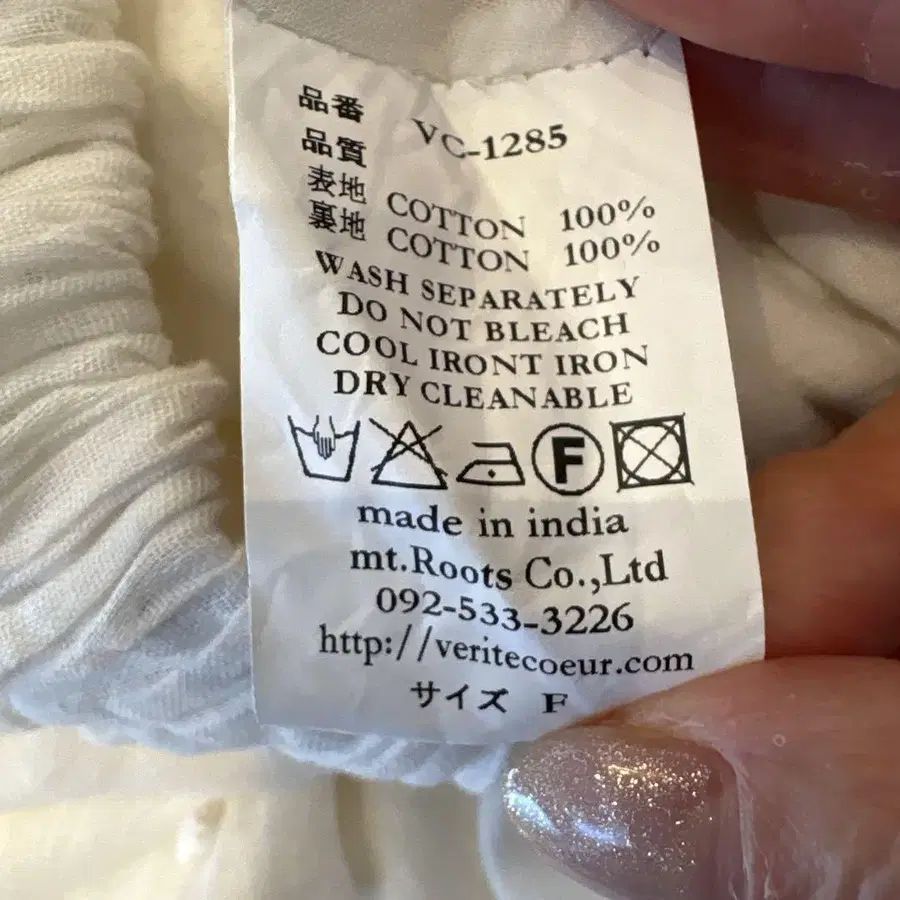 品番 VC-1285
品質
表地 COTTON 100%
裏地 COTTON 100%
WASH SEPARATELY
DO NOT BLEACH
COOL IRONT IRON
DRY CLEANABLE
F
made in india
mt.Roots Co.,Ltd
092-533-3226
http://veritecoeur.com
サイズ F